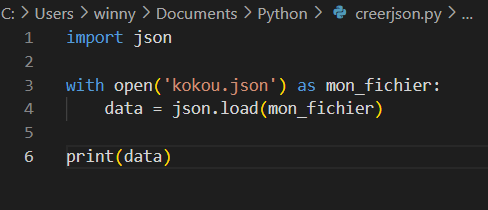 C: > Users > winny > Documents > Python > creerjson.py > ...
1 import json
2
3 with open('kokou.json') as mon_fichier:
4     data = json.load(mon_fichier)
5
6 print(data)